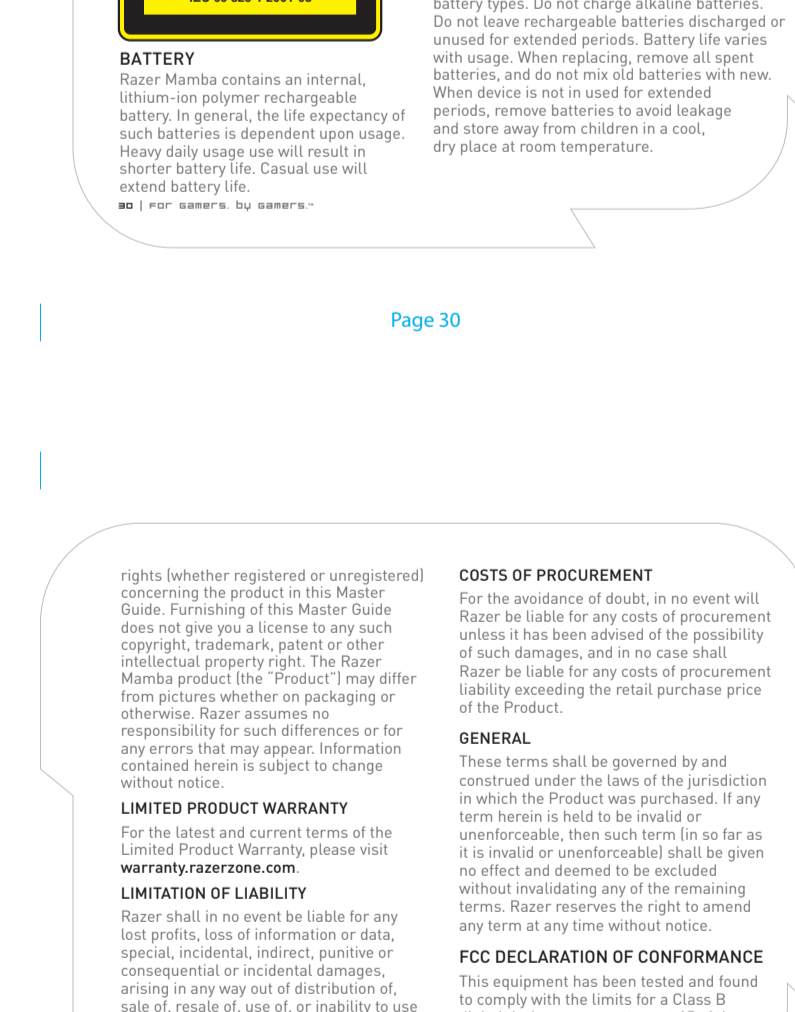 BATTERY
Razer Mamba contains an internal,
lithium-ion polymer rechargeable
battery. In general, the life expectancy of
such batteries is dependent upon usage.
Heavy daily usage use will result in
shorter battery life. Casual use will
extend battery life.
30 | For gamers. by gamers.™
battery types. Do not charge alkaline batteries.
Do not leave rechargeable batteries discharged or
unused for extended periods. Battery life varies
with usage. When replacing, remove all spent
batteries, and do not mix old batteries with new.
When device is not in used for extended
periods, remove batteries to avoid leakage
and store away from children in a cool,
dry place at room temperature.
Page 30
rights (whether registered or unregistered)
concerning the product in this Master
Guide. Furnishing of this Master Guide
does not give you a license to any such
copyright, trademark, patent or other
intellectual property right. The Razer
Mamba product (the “Product”) may differ
from pictures whether on packaging or
otherwise. Razer assumes no
responsibility for such differences or for
any errors that may appear. Information
contained herein is subject to change
without notice.
LIMITED PRODUCT WARRANTY
For the latest and current terms of the
Limited Product Warranty, please visit
warranty.razerzone.com.
LIMITATION OF LIABILITY
Razer shall in no event be liable for any
lost profits, loss of information or data,
special, incidental, indirect, punitive or
consequential or incidental damages,
arising in any way out of distribution of,
sale of, resale of, use of, or inability to use
COSTS OF PROCUREMENT
For the avoidance of doubt, in no event will
Razer be liable for any costs of procurement
unless it has been advised of the possibility
of such damages, and in no case shall
Razer be liable for any costs of procurement
liability exceeding the retail purchase price
of the Product.
GENERAL
These terms shall be governed by and
construed under the laws of the jurisdiction
in which the Product was purchased. If any
term herein is held to be invalid or
unenforceable, then such term (in so far as
it is invalid or unenforceable) shall be given
no effect and deemed to be excluded
without invalidating any of the remaining
terms. Razer reserves the right to amend
any term at any time without notice.
FCC DECLARATION OF CONFORMANCE
This equipment has been tested and found
to comply with the limits for a Class B